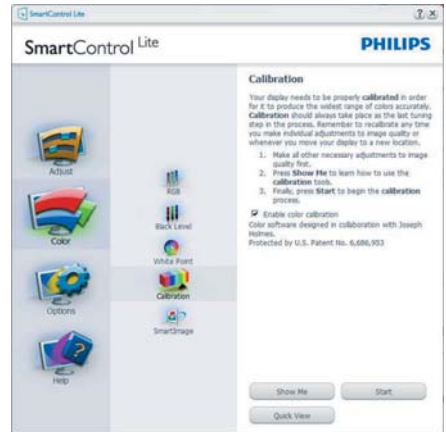 SmartControl Lite
SmartControl Lite
PHILIPS
Adjust
Color
Options
Help
RGB
Black Level
White Point
Calibration
SmartImage
Calibration
Your display needs to be properly calibrated in order
for it to produce the widest range of colors accurately.
Calibration should always take place as the last tuning
step in the process. Remember to recalibrate any time
you make individual adjustments to image quality or
whenever you move your display to a new location.
1. Make all other necessary adjustments to image
quality first.
2. Press Show Me to learn how to use the
calibration tools.
3. Finally, press Start to begin the calibration
process.
Enable color calibration
Color software designed in collaboration with Joseph
Holmes.
Protected by U.S. Patent No. 6,686,953
Show Me
Start
Quick View